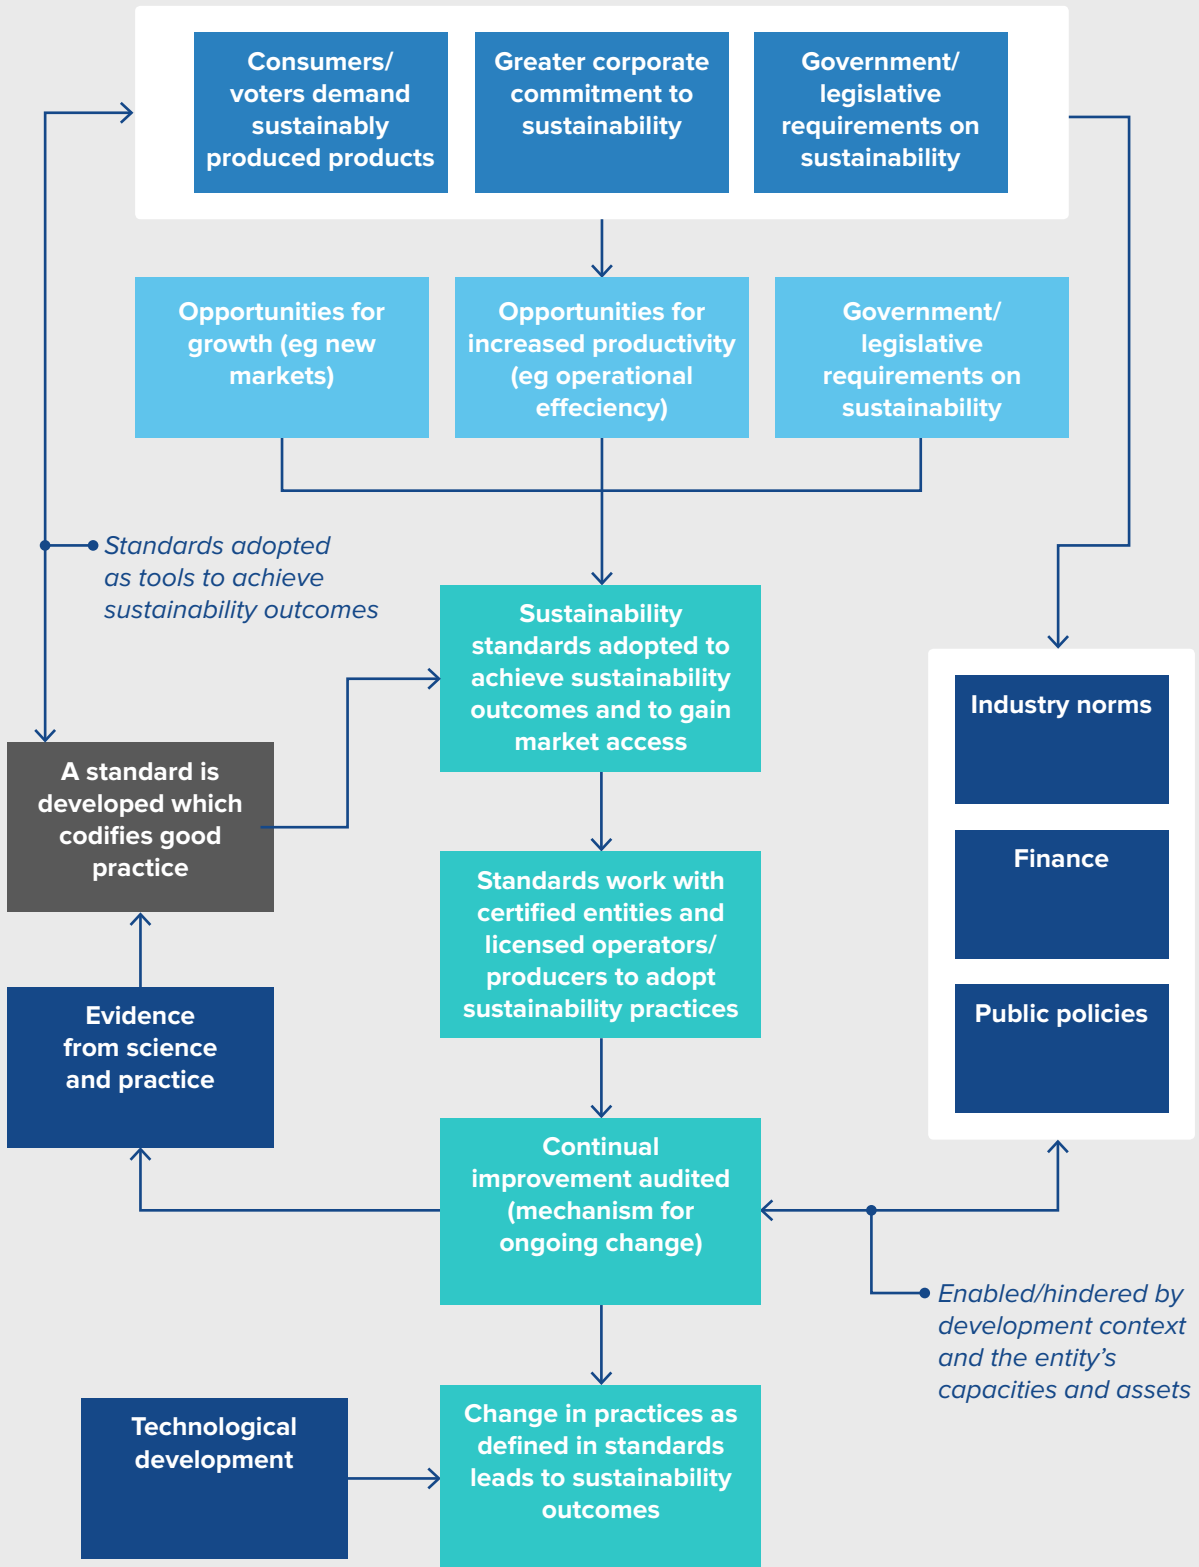 Consumers/
voters demand
sustainably
produced products
Greater corporate
commitment to
sustainability
Government/
legislative
requirements on
sustainability
Opportunities for
growth (eg new
markets)
Opportunities for
increased productivity
(eg operational
effeciency)
Government/
legislative
requirements on
sustainability
Standards adopted
as tools to achieve
sustainability outcomes
Sustainability
standards adopted to
achieve sustainability
outcomes and to gain
market access
Industry norms
A standard is
developed which
codifies good
practice
Finance
Standards work with
certified entities and
licensed operators/
producers to adopt
sustainability practices
Public policies
Evidence
from science
and practice
Continual
improvement audited
(mechanism for
ongoing change)
Enabled/hindered by
development context
and the entity’s
capacities and assets
Technological
development
Change in practices as
defined in standards
leads to sustainability
outcomes